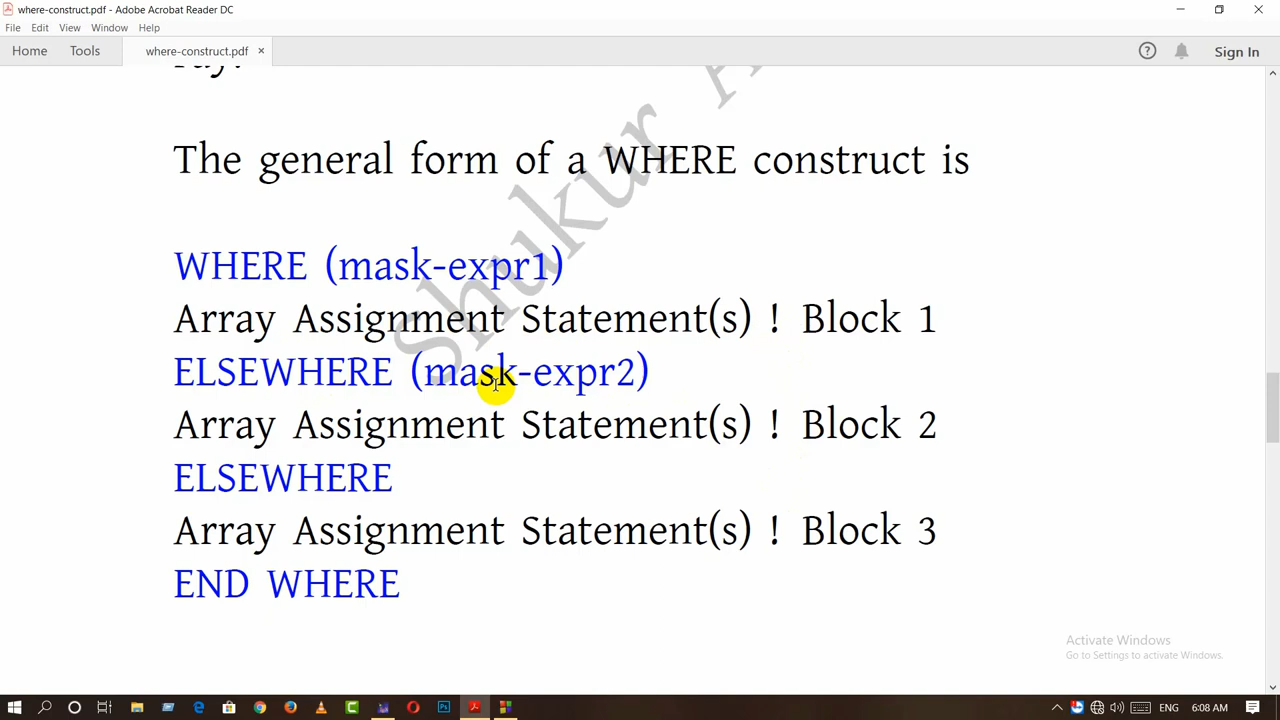 where-construct.pdf - Adobe Acrobat Reader DC
File Edit View Window Help
Home Tools where-construct.pdf × Sign In
The general form of a WHERE construct is
WHERE (mask-expr1)
Array Assignment Statement(s) ! Block 1
ELSEWHERE (mask-expr2)
Array Assignment Statement(s) ! Block 2
ELSEWHERE
Array Assignment Statement(s) ! Block 3
END WHERE
Shukur A
Activate Windows
Go to Settings to activate Windows.
ENG 6:08 AM